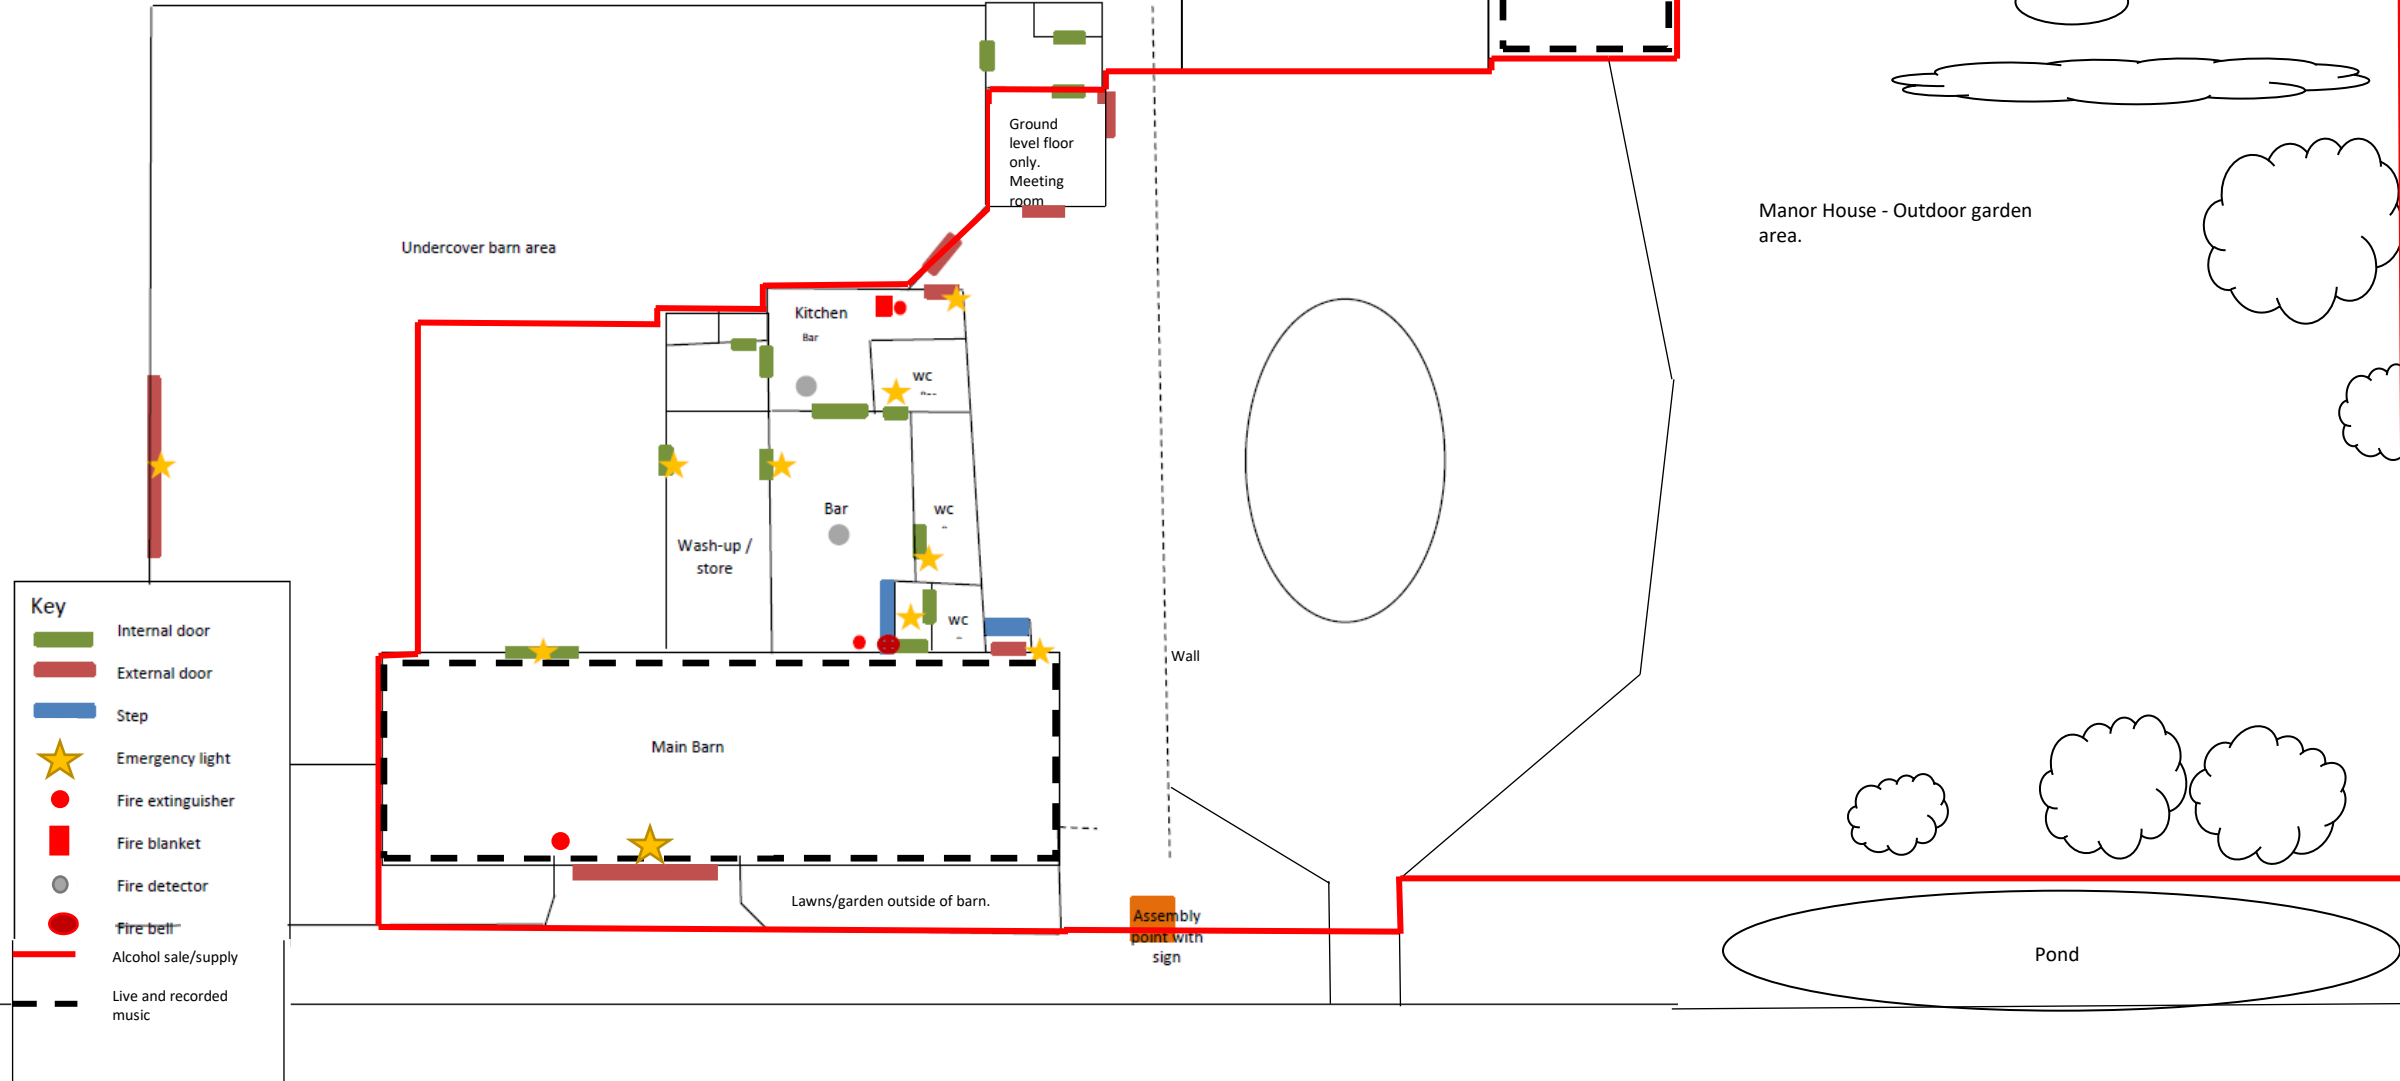 Ground
level floor
only.
Meeting
room
Manor House - Outdoor garden
area.
Undercover barn area
Kitchen
Bar
wc
Bar
wc
Wash-up /
store
wc
Wall
Main Barn
Lawns/garden outside of barn.
Assembly
point with
sign
Pond
Key
Internal door
External door
Step
Emergency light
Fire extinguisher
Fire blanket
Fire detector
Fire bell
Alcohol sale/supply
Live and recorded
music